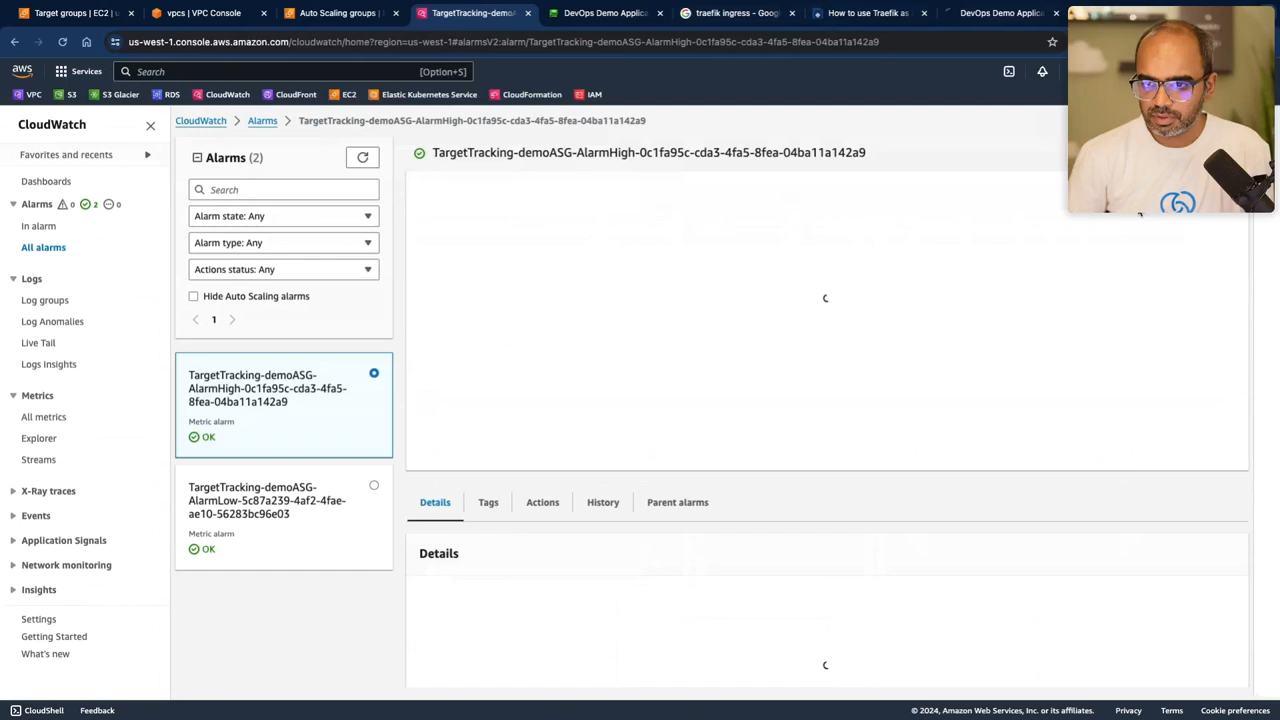 Target groups | EC2 | us-
vpcs | VPC Console
Auto Scaling groups |
TargetTracking-demoAS
DevOps Demo Application
traefik ingress - Google
How to use Traefik as
DevOps Demo Applica
us-west-1.console.aws.amazon.com/cloudwatch/home?region=us-west-1#alarmsV2:alarm/TargetTracking-demoASG-AlarmHigh-0c1fa95c-cda3-4fa5-8fea-04ba11a142a9
aws
Services
Search
[Option+S]
VPC
S3
S3 Glacier
RDS
CloudWatch
CloudFront
EC2
Elastic Kubernetes Service
CloudFormation
IAM
CloudWatch
Favorites and recents
Dashboards
Alarms 0 2 0
In alarm
All alarms
Logs
Log groups
Log Anomalies
Live Tail
Logs Insights
Metrics
All metrics
Explorer
Streams
X-Ray traces
Events
Application Signals
Network monitoring
Insights
Settings
Getting Started
What's new
CloudWatch
Alarms
TargetTracking-demoASG-AlarmHigh-0c1fa95c-cda3-4fa5-8fea-04ba11a142a9
Alarms (2)
Search
Alarm state: Any
Alarm type: Any
Actions status: Any
Hide Auto Scaling alarms
1
TargetTracking-demoASG-
AlarmHigh-0c1fa95c-cda3-4fa5-
8fea-04ba11a142a9
Metric alarm
OK
TargetTracking-demoASG-
AlarmLow-5c87a239-4af2-4fae-
ae10-56283bc96e03
Metric alarm
OK
TargetTracking-demoASG-AlarmHigh-0c1fa95c-cda3-4fa5-8fea-04ba11a142a9
Details
Tags
Actions
History
Parent alarms
Details
CloudShell
Feedback
© 2024, Amazon Web Services, Inc. or its affiliates.
Privacy
Terms
Cookie preferences